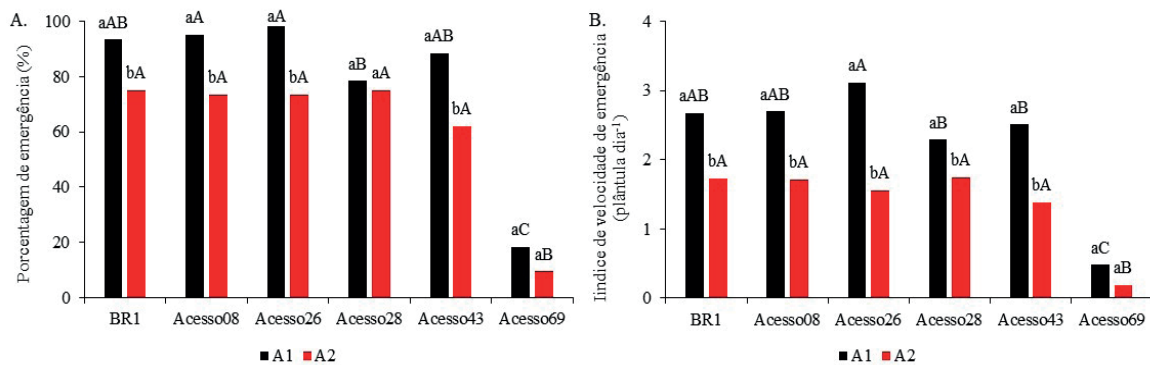 A.
Porcentagem de emergência (%)
100
80
60
40
20
0
aAB
bA
aA
bA
aA
bA
aB
aA
aAB
bA
aC
aB
BR1
Acesso08
Acesso26
Acesso28
Acesso43
Acesso69
A1
A2
B.
Iindice de velocidade de emergência
(plântula dia-1)
4
3
2
1
0
aAB
bA
aAB
bA
aA
bA
aB
bA
aB
bA
aC
aB
BR1
Acesso08
Acesso26
Acesso28
Acesso43
Acesso69
A1
A2